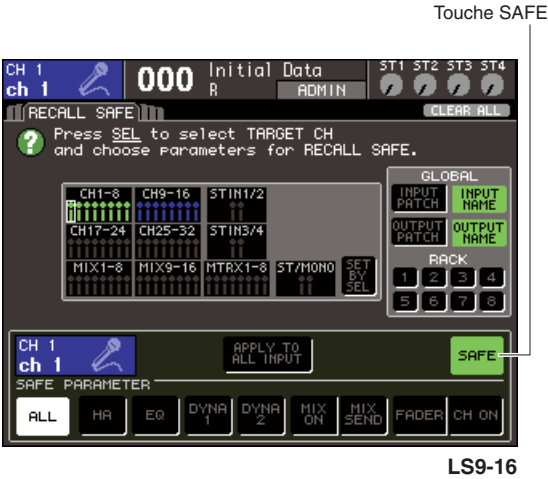 Touche SAFE
CH 1
ch 1
000
Initial Data
R
ADMIN
ST1 ST2 ST3 ST4
RECALL SAFE
CLEAR ALL
Press SEL to select TARGET CH
and choose parameters for RECALL SAFE.
CH1-8 CH9-16 STIN1/2
CH17-24 CH25-32 STIN3/4
MIX1-8 MIX9-16 MTRX1-8 ST/MONO
SET
BY
SEL
GLOBAL
INPUT
PATCH
INPUT
NAME
OUTPUT
PATCH
OUTPUT
NAME
RACK
1 2 3 4
5 6 7 8
CH 1
ch 1
APPLY TO
ALL INPUT
SAFE
SAFE PARAMETER
ALL
HA
EQ
DYNA
1
DYNA
2
MIX
ON
MIX
SEND
FADER
CH ON
LS9-16